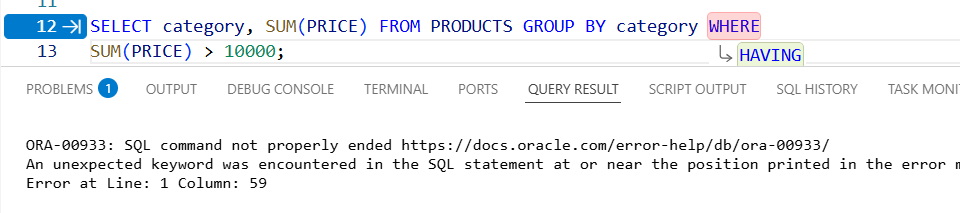 11
12 SELECT category, SUM(PRICE) FROM PRODUCTS GROUP BY category WHERE
13 SUM(PRICE) > 10000;
HAVING
PROBLEMS 1 OUTPUT DEBUG CONSOLE TERMINAL PORTS QUERY RESULT SCRIPT OUTPUT SQL HISTORY TASK MONI
ORA-00933: SQL command not properly ended https://docs.oracle.com/error-help/db/ora-00933/
An unexpected keyword was encountered in the SQL statement at or near the position printed in the error m
Error at Line: 1 Column: 59